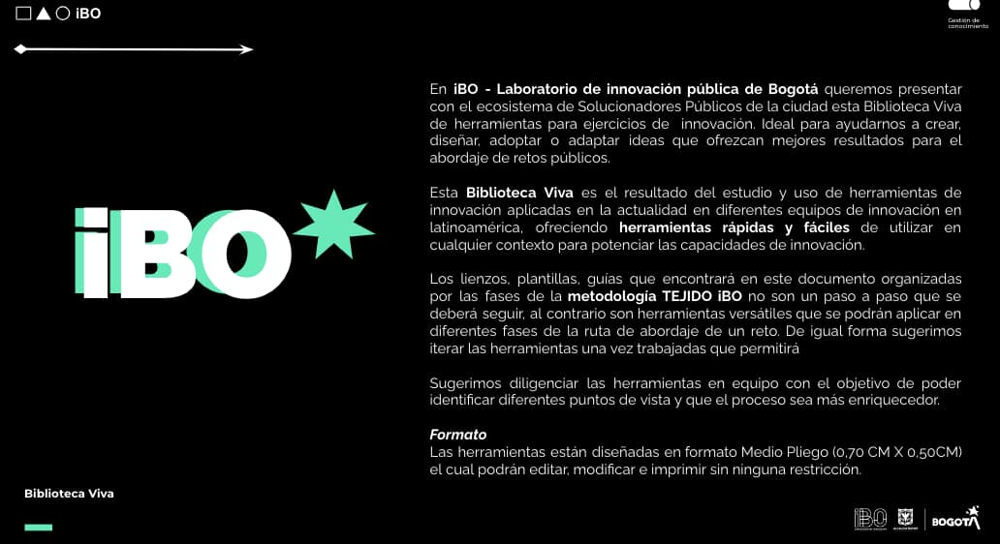 iBO
Gestión de
conocimiento
En iBO - Laboratorio de innovación pública de Bogotá queremos presentar
con el ecosistema de Solucionadores Públicos de la ciudad esta Biblioteca Viva
de herramientas para ejercicios de innovación. Ideal para ayudarnos a crear,
diseñar, adoptar o adaptar ideas que ofrezcan mejores resultados para el
abordaje de retos públicos.
Esta Biblioteca Viva es el resultado del estudio y uso de herramientas de
innovación aplicadas en la actualidad en diferentes equipos de innovación en
latinoamérica, ofreciendo herramientas rápidas y fáciles de utilizar en
cualquier contexto para potenciar las capacidades de innovación.
iBO
Los lienzos, plantillas, guías que encontrará en este documento organizadas
por las fases de la metodología TEJIDO iBO no son un paso a paso que se
deberá seguir, al contrario son herramientas versátiles que se podrán aplicar en
diferentes fases de la ruta de abordaje de un reto. De igual forma sugerimos
iterar las herramientas una vez trabajadas que permitirá
Sugerimos diligenciar las herramientas en equipo con el objetivo de poder
identificar diferentes puntos de vista y que el proceso sea más enriquecedor.
Formato
Las herramientas están diseñadas en formato Medio Pliego (0,70 CM X 0,50CM)
el cual podrán editar, modificar e imprimir sin ninguna restricción.
Biblioteca Viva
iBO
BOGOTÁ